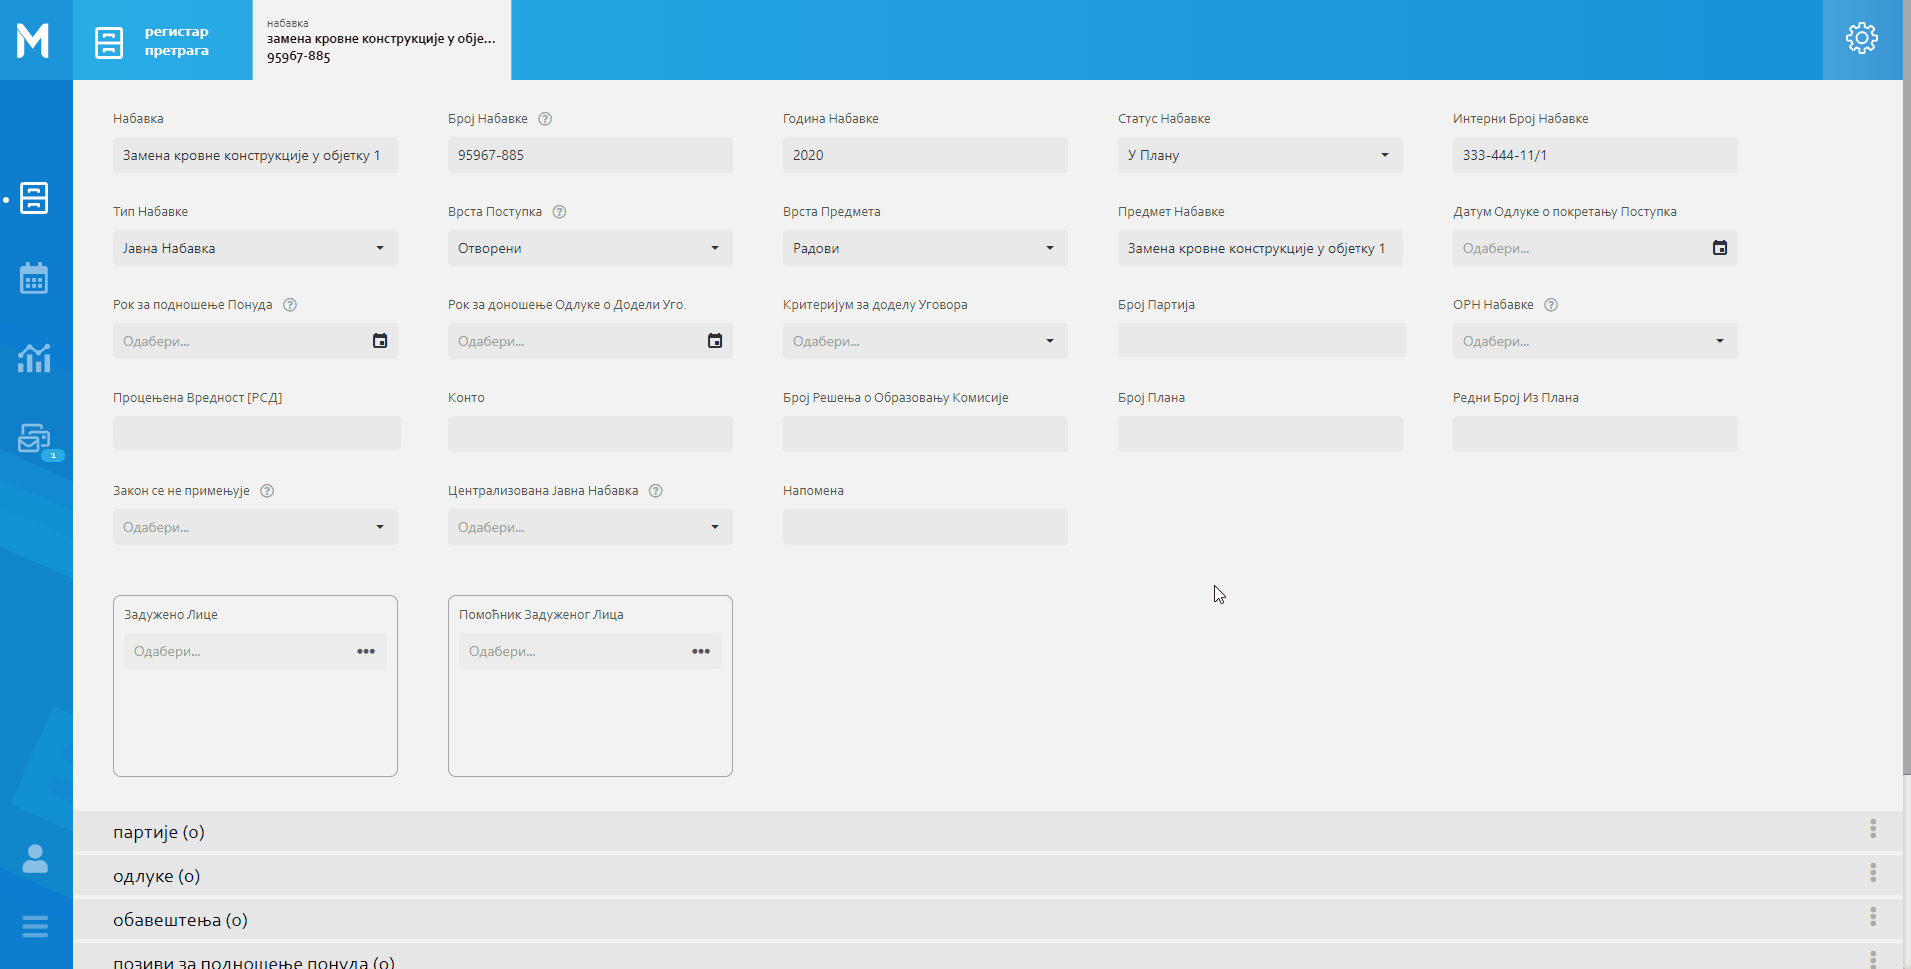 регистар
претрага
набавка
замена кровне конструкције у обје...
95967-885
Набавка
Број Набавке
Година Набавке
Статус Набавке
Интерни Број Набавке
Замена кровне конструкције у објетку 1
95967-885
2020
У Плану
333-444-11/1
Тип Набавке
Врста Поступка
Врста Предмета
Предмет Набавке
Датум Одлуке о покретању Поступка
Јавна Набавка
Отворени
Радови
Замена кровне конструкције у објетку 1
Одабери...
Рок за подношење Понуда
Рок за доношење Одлуке о Додели Уго.
Критеријум за доделу Уговора
Број Партија
ОРН Набавке
Одабери...
Одабери...
Одабери...
Одабери...
Процењена Вредност [РСД]
Конто
Број Решења о Образовању Комисије
Број Плана
Редни Број Из Плана
Закон се не примењује
Централизована Јавна Набавка
Напомена
Одабери...
Одабери...
Задужено Лице
Помоћник Задуженог Лица
Одабери...
Одабери...
1
партије (0)
одлуке (0)
обавештења (0)
позиви за подношење понуда (0)